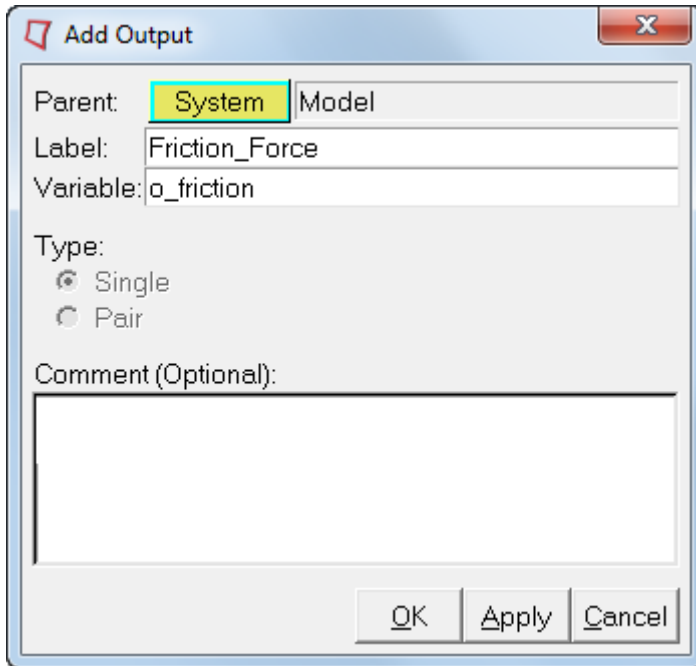 Add Output
Parent: System Model
Label: Friction_Force
Variable: o_friction
Type:
Single
Pair
Comment (Optional):
OK Apply Cancel